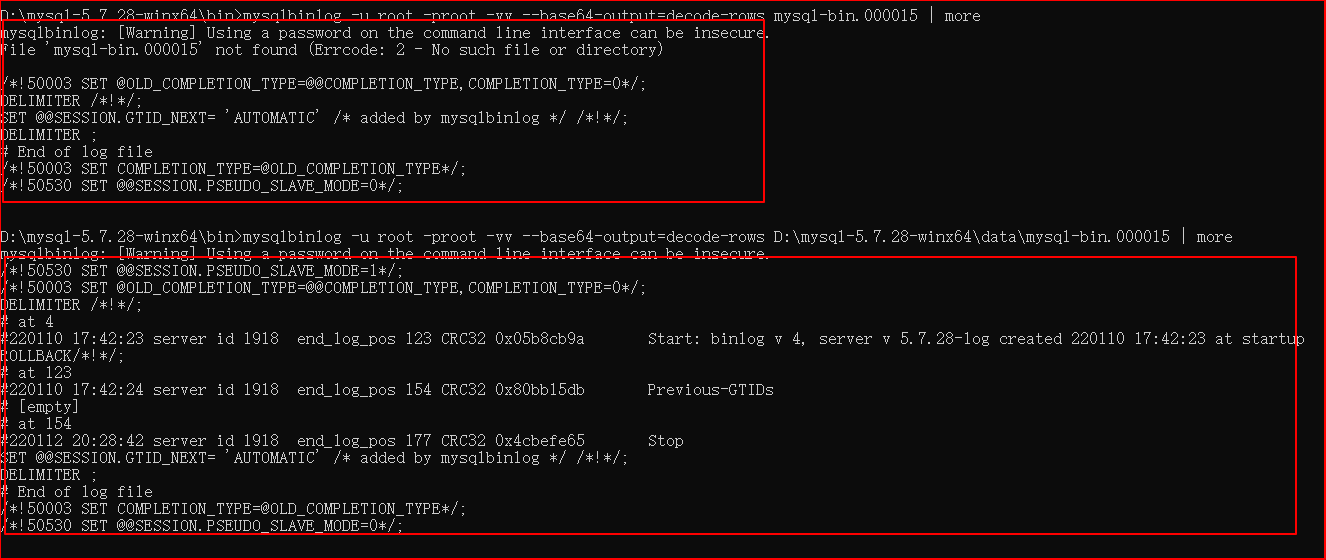 D:\mysql-5.7.28-winx64\bin>mysqlbinlog -u root -proot -vv --base64-output=decode-rows mysql-bin.000015 | more
mysqlbinlog: [Warning] Using a password on the command line interface can be insecure.
File 'mysql-bin.000015' not found (Errcode: 2 - No such file or directory)
/*!50003 SET @OLD_COMPLETION_TYPE=@@COMPLETION_TYPE,COMPLETION_TYPE=0*/;
DELIMITER /*!*/;
SET @@SESSION.GTID_NEXT= 'AUTOMATIC' /* added by mysqlbinlog */ /*!*/;
DELIMITER ;
# End of log file
/*!50003 SET COMPLETION_TYPE=@OLD_COMPLETION_TYPE*/;
/*!50530 SET @@SESSION.PSEUDO_SLAVE_MODE=0*/;
D:\mysql-5.7.28-winx64\bin>mysqlbinlog -u root -proot -vv --base64-output=decode-rows D:\mysql-5.7.28-winx64\data\mysql-bin.000015 | more
mysqlbinlog: [Warning] Using a password on the command line interface can be insecure.
/*!50530 SET @@SESSION.PSEUDO_SLAVE_MODE=1*/;
/*!50003 SET @OLD_COMPLETION_TYPE=@@COMPLETION_TYPE,COMPLETION_TYPE=0*/;
DELIMITER /*!*/;
# at 4
#220110 17:42:23 server id 1918  end_log_pos 123 CRC32 0x05b8cb9a       Start: binlog v 4, server v 5.7.28-log created 220110 17:42:23 at startup
ROLLBACK/*!*/;
# at 123
#220110 17:42:24 server id 1918  end_log_pos 154 CRC32 0x80bb15db       Previous-GTIDs
# [empty]
# at 154
#220112 20:28:42 server id 1918  end_log_pos 177 CRC32 0x4cbefe65       Stop
SET @@SESSION.GTID_NEXT= 'AUTOMATIC' /* added by mysqlbinlog */ /*!*/;
DELIMITER ;
# End of log file
/*!50003 SET COMPLETION_TYPE=@OLD_COMPLETION_TYPE*/;
/*!50530 SET @@SESSION.PSEUDO_SLAVE_MODE=0*/;